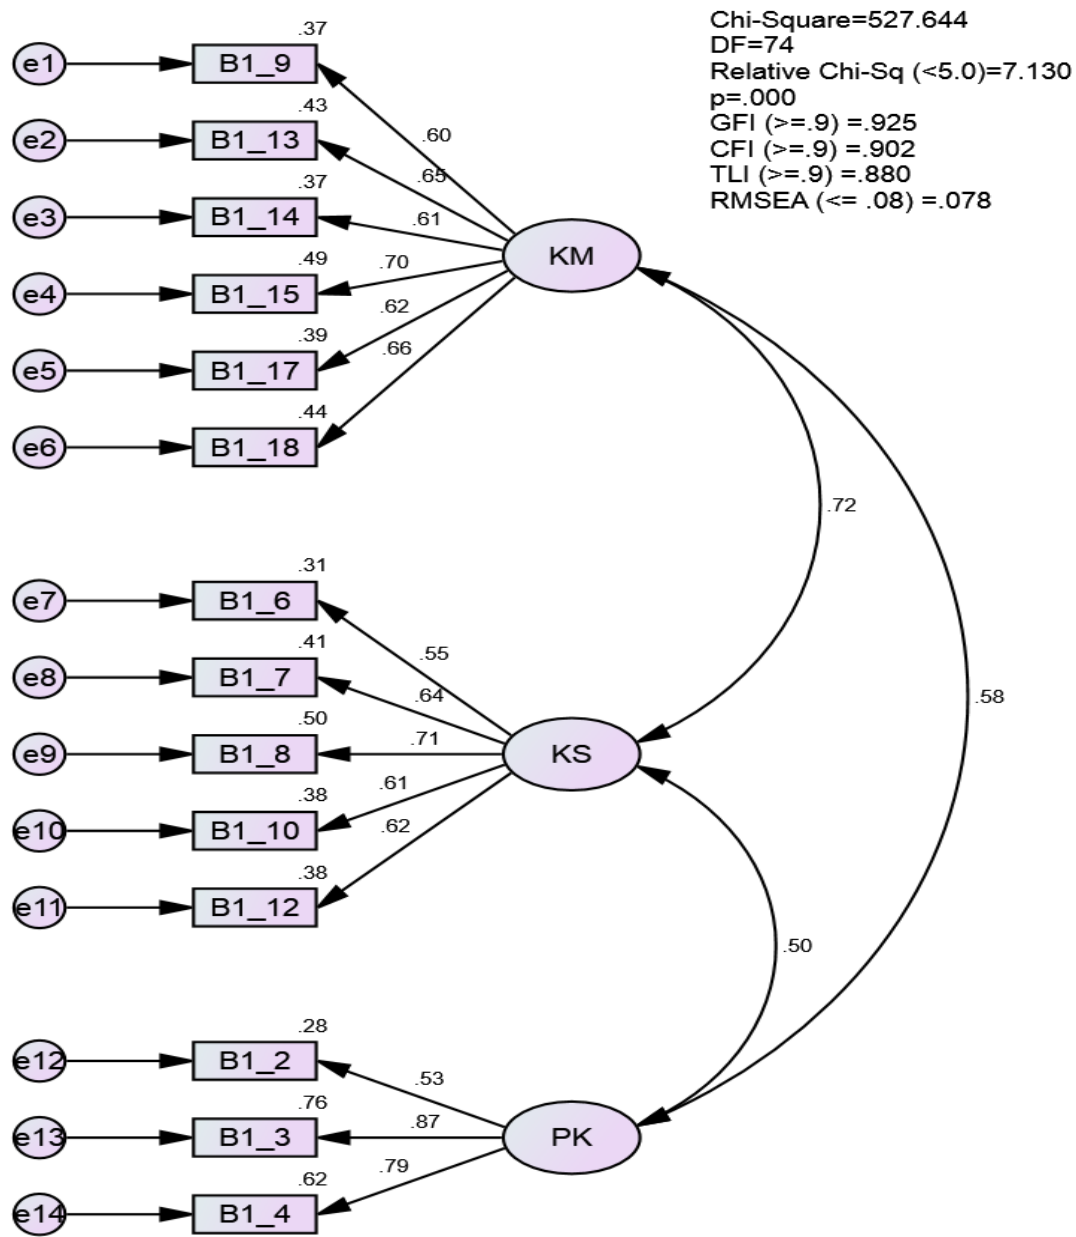 Chi-Square=527.644
DF=74
Relative Chi-Sq (<5.0)=7.130
p=.000
GFI (>=.9) =.925
CFI (>=.9) =.902
TLI (>=.9) =.880
RMSEA (<= .08) =.078
.37
e1 B1_9
.60
.43
e2 B1_13
.65
.37
e3 B1_14
.61
KM
.49
.70
e4 B1_15
.62
.39
.66
e5 B1_17
.44
e6 B1_18
.72
.31
e7 B1_6
.55
.41
e8 B1_7
.64
.58
.50
.71
e9 B1_8
KS
.38
.61
e10 B1_10
.62
.38
e11 B1_12
.50
.28
e12 B1_2
.53
.76
.87
e13 B1_3
PK
.79
.62
e14 B1_4